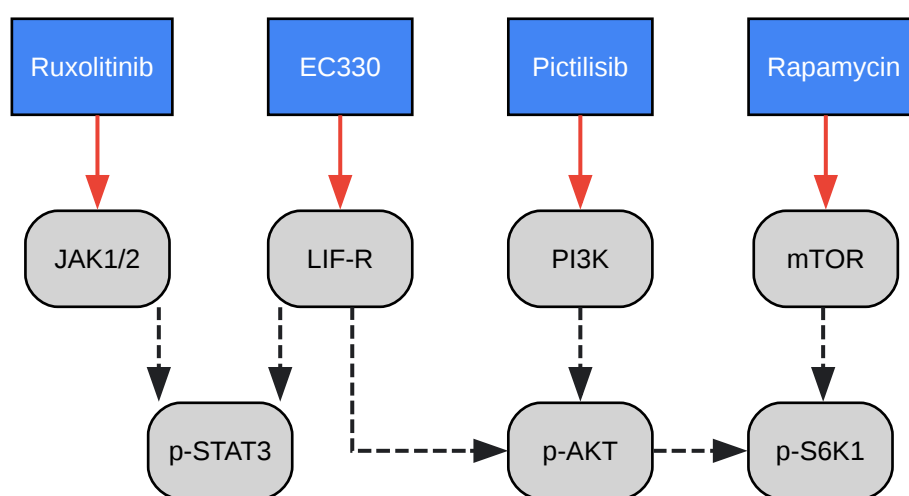 Ruxolitinib
EC330
Pictilisib
Rapamycin
JAK1/2
LIF-R
PI3K
mTOR
p-STAT3
p-AKT
p-S6K1